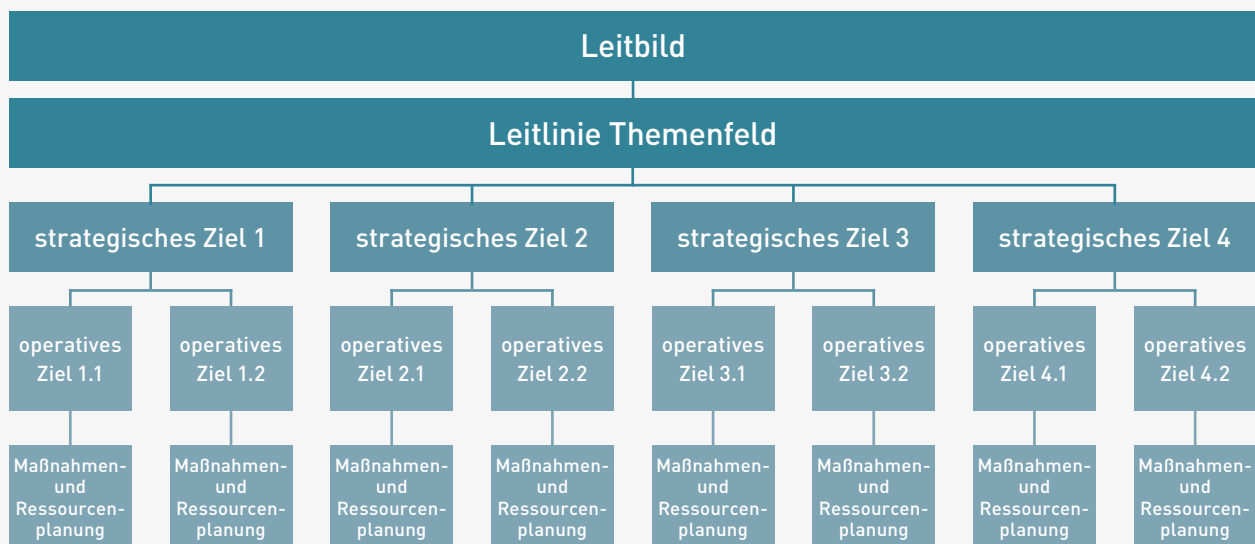 Leitbild
Leitlinie Themenfeld
strategisches Ziel 1
strategisches Ziel 2
strategisches Ziel 3
strategisches Ziel 4
operatives
Ziel 1.1
operatives
Ziel 1.2
operatives
Ziel 2.1
operatives
Ziel 2.2
operatives
Ziel 3.1
operatives
Ziel 3.2
operatives
Ziel 4.1
operatives
Ziel 4.2
Maßnahmen-
und
Ressourcen-
planung
Maßnahmen-
und
Ressourcen-
planung
Maßnahmen-
und
Ressourcen-
planung
Maßnahmen-
und
Ressourcen-
planung
Maßnahmen-
und
Ressourcen-
planung
Maßnahmen-
und
Ressourcen-
planung
Maßnahmen-
und
Ressourcen-
planung
Maßnahmen-
und
Ressourcen-
planung